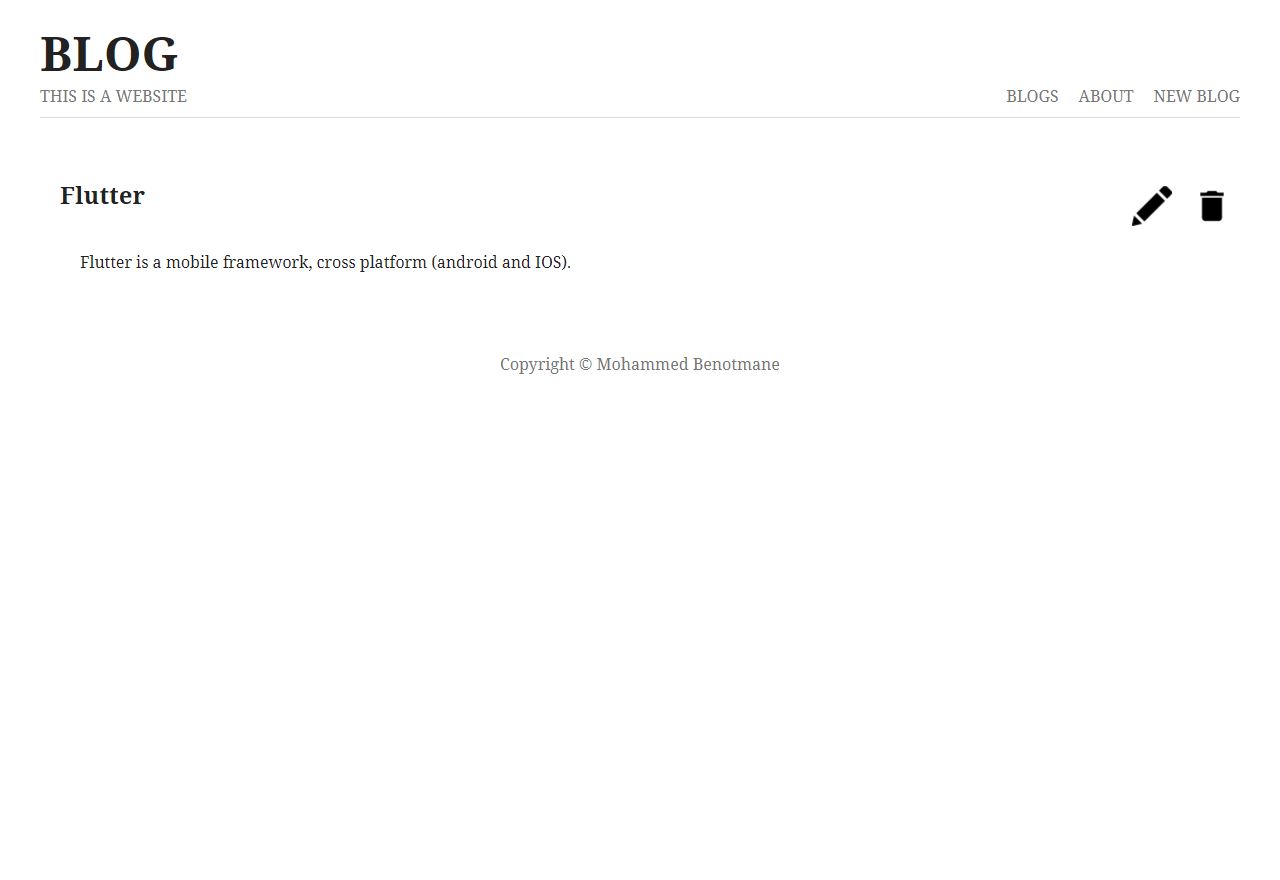 BLOG
THIS IS A WEBSITE
BLOGS ABOUT NEW BLOG
Flutter
Flutter is a mobile framework, cross platform (android and IOS).
Copyright © Mohammed Benotmane